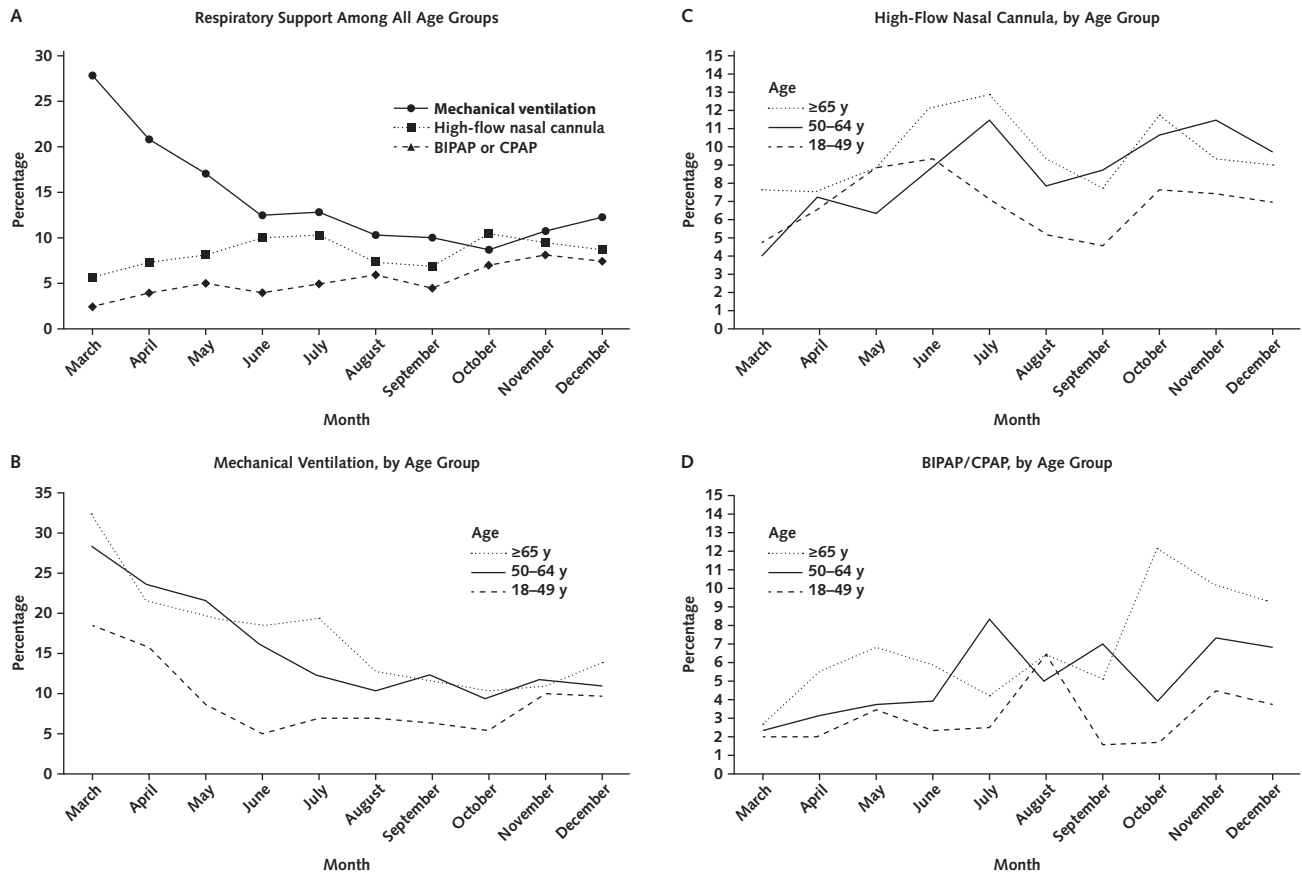 A
Respiratory Support Among All Age Groups
30
25
20
15
10
5
0
Percentage
Mechanical ventilation
High-flow nasal cannula
BIPAP or CPAP
March
April
May
June
July
August
September
October
November
December
Month
B
Mechanical Ventilation, by Age Group
35
30
25
20
15
10
5
0
Percentage
Age
≥65 y
50–64 y
18–49 y
March
April
May
June
July
August
September
October
November
December
Month
C
High-Flow Nasal Cannula, by Age Group
15
14
13
12
11
10
9
8
7
6
5
4
3
2
1
0
Percentage
Age
≥65 y
50–64 y
18–49 y
March
April
May
June
July
August
September
October
November
December
Month
D
BIPAP/CPAP, by Age Group
15
14
13
12
11
10
9
8
7
6
5
4
3
2
1
0
Percentage
Age
≥65 y
50–64 y
18–49 y
March
April
May
June
July
August
September
October
November
December
Month